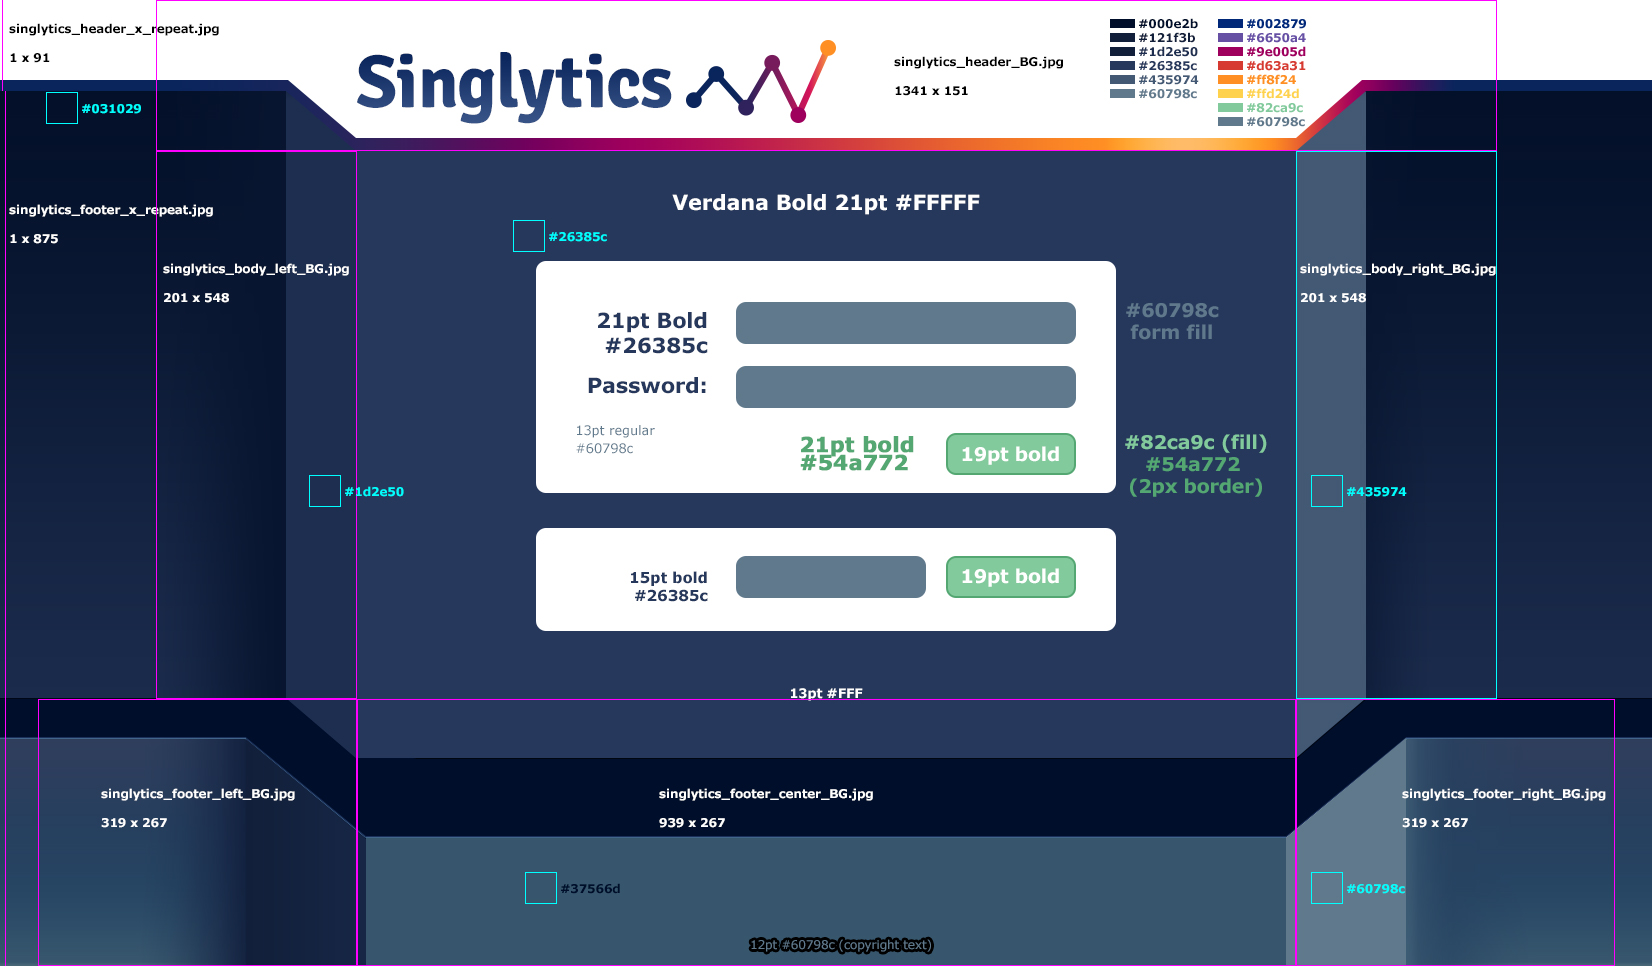 singlytics_header_x_repeat.jpg
1 x 91
Singlytics
singlytics_header_BG.jpg
1341 x 151
#000e2b
#121f3b
#1d2e50
#26385c
#435974
#60798c
#002879
#6650a4
#9e005d
#d63a31
#ff8f24
#ffd24d
#82ca9c
#60798c
#031029
singlytics_footer_x_repeat.jpg
1 x 875
Verdana Bold 21pt #FFFFF
#26385c
singlytics_body_left_BG.jpg
201 x 548
singlytics_body_right_BG.jpg
201 x 548
21pt Bold
#26385c
#60798c
form fill
Password:
13pt regular
#60798c
21pt bold
#54a772
19pt bold
#82ca9c (fill)
#54a772
(2px border)
#1d2e50
#435974
15pt bold
#26385c
19pt bold
13pt #FFF
singlytics_footer_left_BG.jpg
319 x 267
singlytics_footer_center_BG.jpg
939 x 267
singlytics_footer_right_BG.jpg
319 x 267
#37566d
#60798c
12pt #60798c (copyright text)